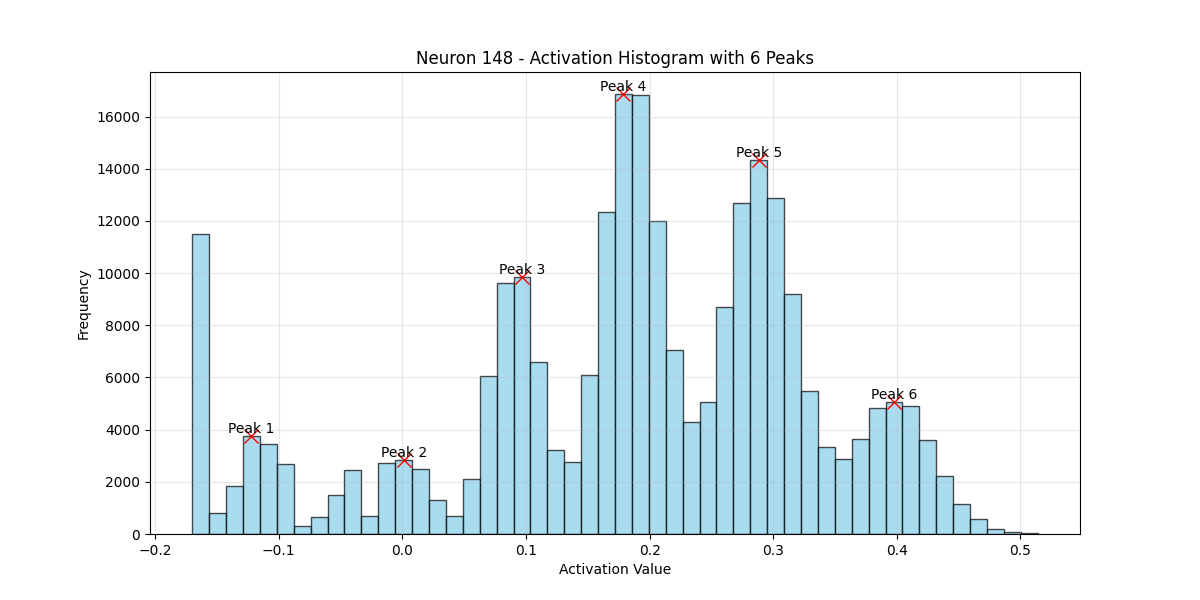 Neuron 148 - Activation Histogram with 6 Peaks
Peak 4
16000
Peak 5
14000
12000
Peak 3
10000
Frequency
8000
6000
Peak 6
Peak 1
4000
Peak 2
2000
0
−0.2 −0.1 0.0 0.1 0.2 0.3 0.4 0.5
Activation Value